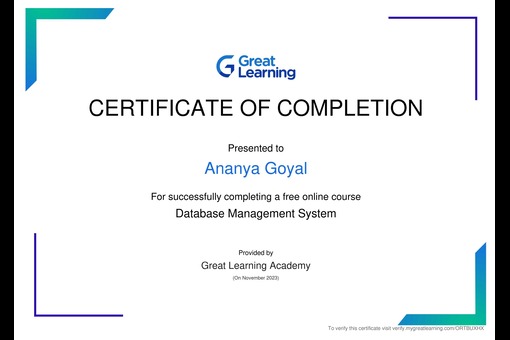 Great
Learning
CERTIFICATE OF COMPLETION
Presented to
Ananya Goyal
For successfully completing a free online course
Database Management System
Provided by
Great Learning Academy
(On November 2023)
To verify this certificate visit verify.mygreatlearning.com/ORTBUXHX